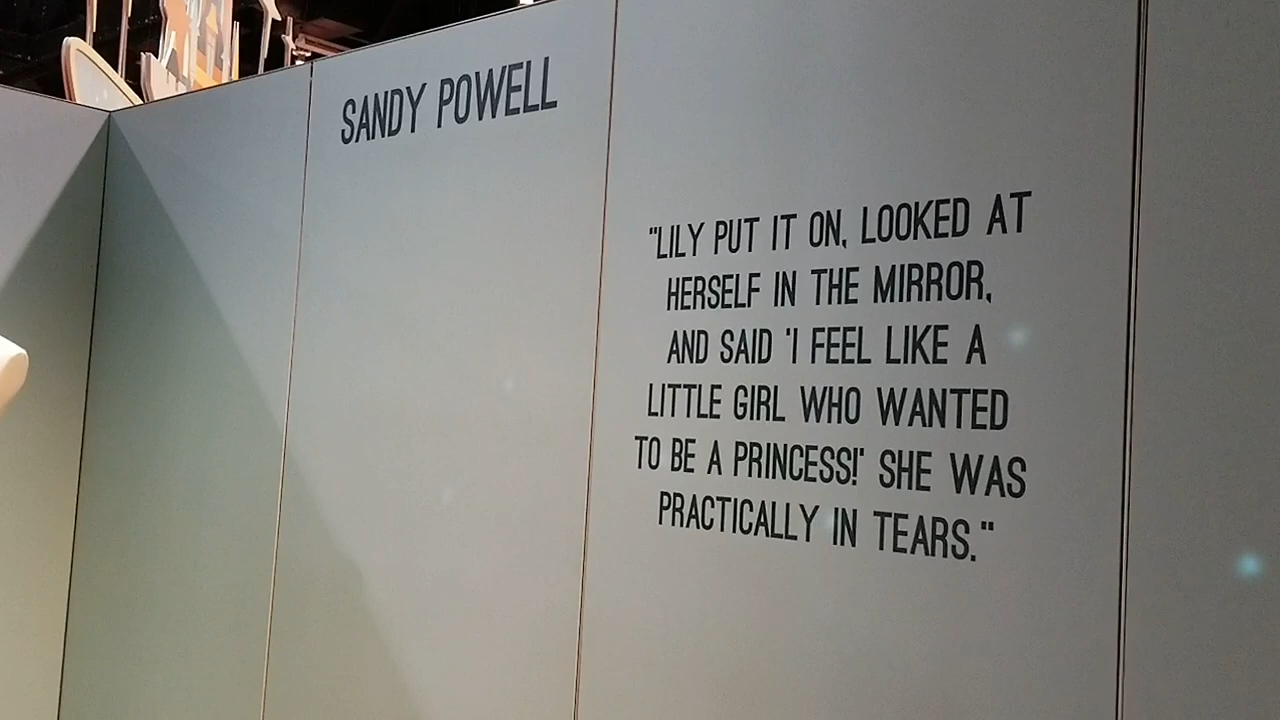 SANDY POWELL
"LILY PUT IT ON, LOOKED AT
HERSELF IN THE MIRROR,
AND SAID 'I FEEL LIKE A
LITTLE GIRL WHO WANTED
TO BE A PRINCESS!' SHE WAS
PRACTICALLY IN TEARS."